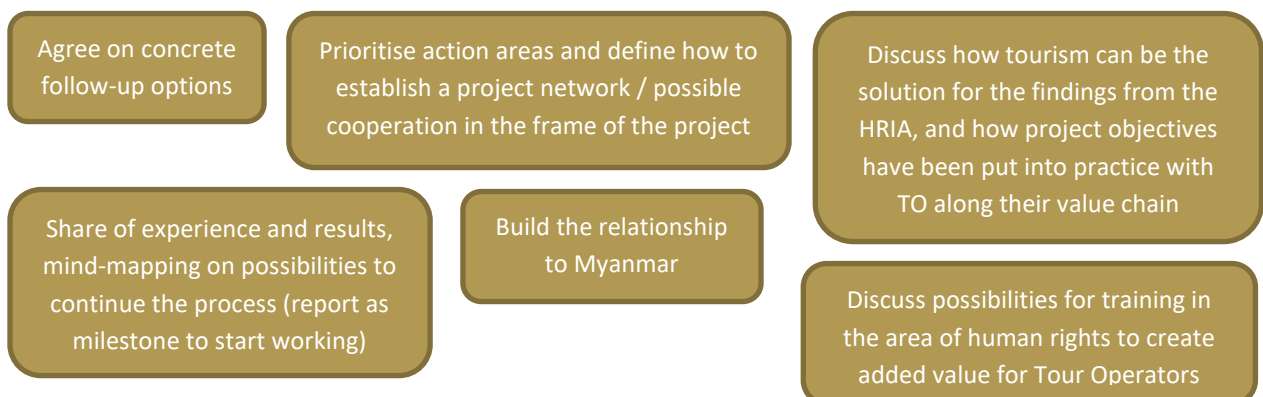 Agree on concrete
follow-up options
Prioritise action areas and define how to
establish a project network / possible
cooperation in the frame of the project
Discuss how tourism can be the
solution for the findings from the
HRIA, and how project objectives
have been put into practice with
TO along their value chain
Share of experience and results,
mind-mapping on possibilities to
continue the process (report as
milestone to start working)
Build the relationship
to Myanmar
Discuss possibilities for training in
the area of human rights to create
added value for Tour Operators